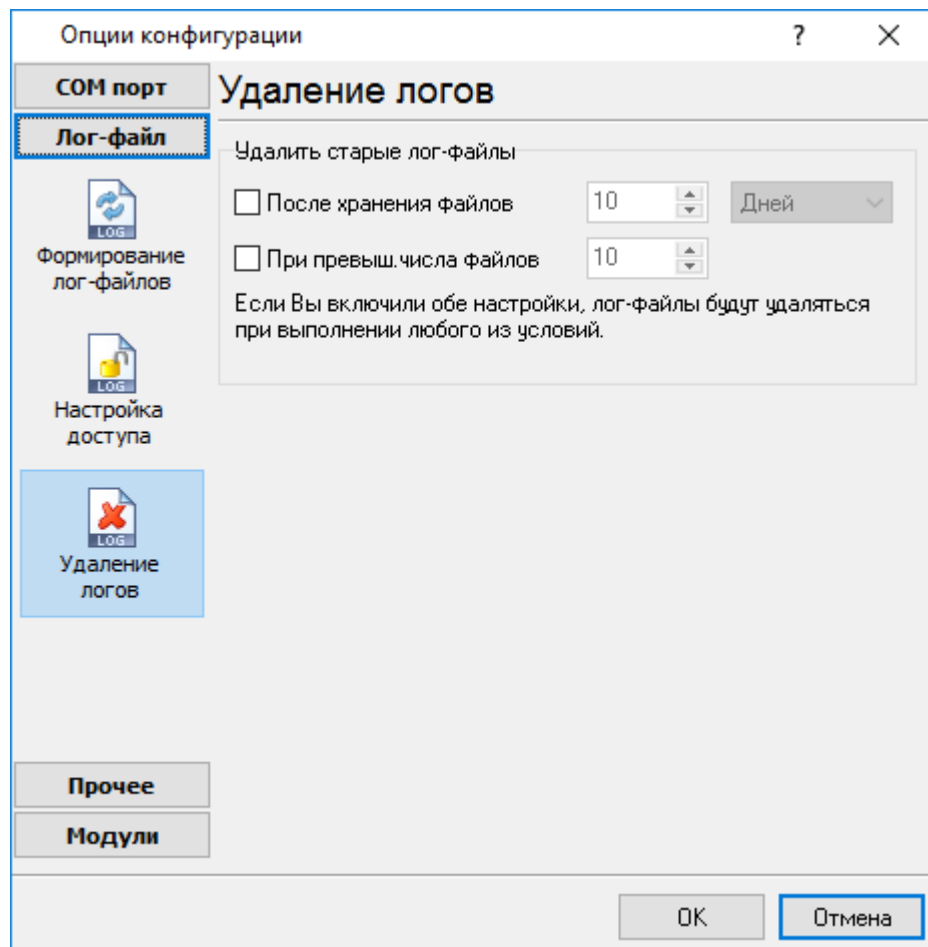 Опции конфигурации
?
COM порт
Лог-файл
LOG
Формирование
лог-файлов
LOG
Настройка
доступа
LOG
Удаление
логов
Прочее
Модули
Удаление логов
Удалить старые лог-файлы
После хранения файлов 10 Дней
При превыш.числа файлов 10
Если Вы включили обе настройки, лог-файлы будут удаляться
при выполнении любого из условий.
OK Отмена